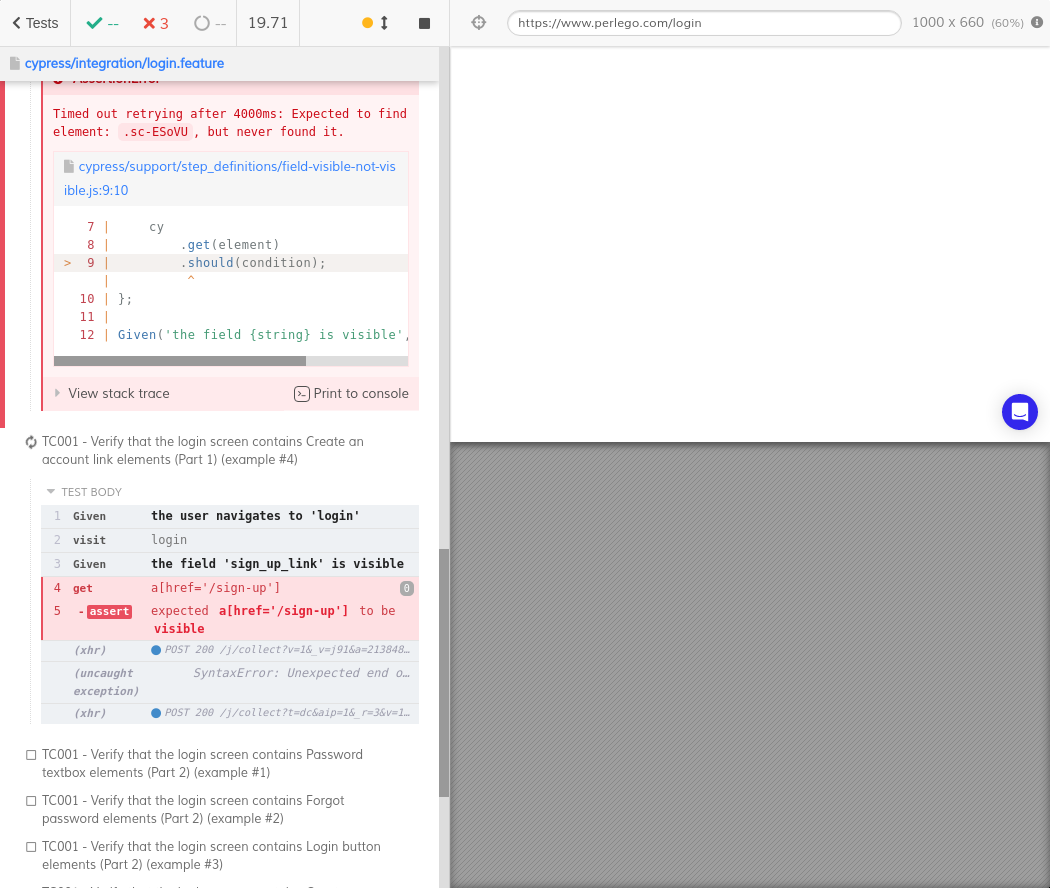 Tests
--
3
--
19.71
https://www.perlego.com/login
1000 x 660 (60%)
cypress/integration/login.feature
AssertionError
Timed out retrying after 4000ms: Expected to find
element: .sc-ESoVU, but never found it.
cypress/support/step_definitions/field-visible-not-vis
ible.js:9:10
7 | cy
8 | .get(element)
> 9 | .should(condition);
| ^
10 | };
11 |
12 | Given('the field {string} is visible',
View stack trace
Print to console
TC001 - Verify that the login screen contains Create an
account link elements (Part 1) (example #4)
TEST BODY
1 Given the user navigates to 'login'
2 visit login
3 Given the field 'sign_up_link' is visible
4 get a[href='/sign-up'] 0
5 -assert expected a[href='/sign-up'] to be
visible
(xhr) POST 200 /j/collect?v=1&_v=j91&a=213848…
(uncaught SyntaxError: Unexpected end o…
exception)
(xhr) POST 200 /j/collect?t=dc&aip=1&_r=3&v=1…
TC001 - Verify that the login screen contains Password
textbox elements (Part 2) (example #1)
TC001 - Verify that the login screen contains Forgot
password elements (Part 2) (example #2)
TC001 - Verify that the login screen contains Login button
elements (Part 2) (example #3)